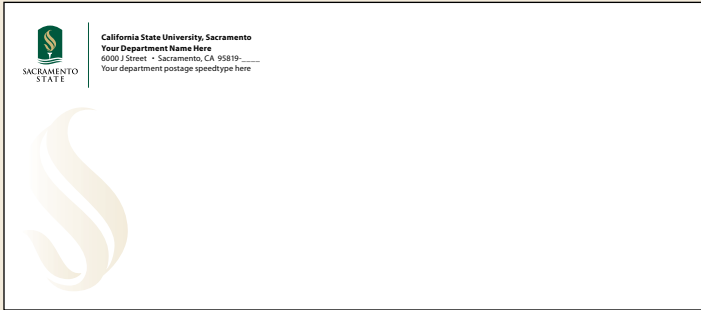 SACRAMENTO
STATE
California State University, Sacramento
Your Department Name Here
6000 J Street • Sacramento, CA 95819-____
Your department postage speedtype here